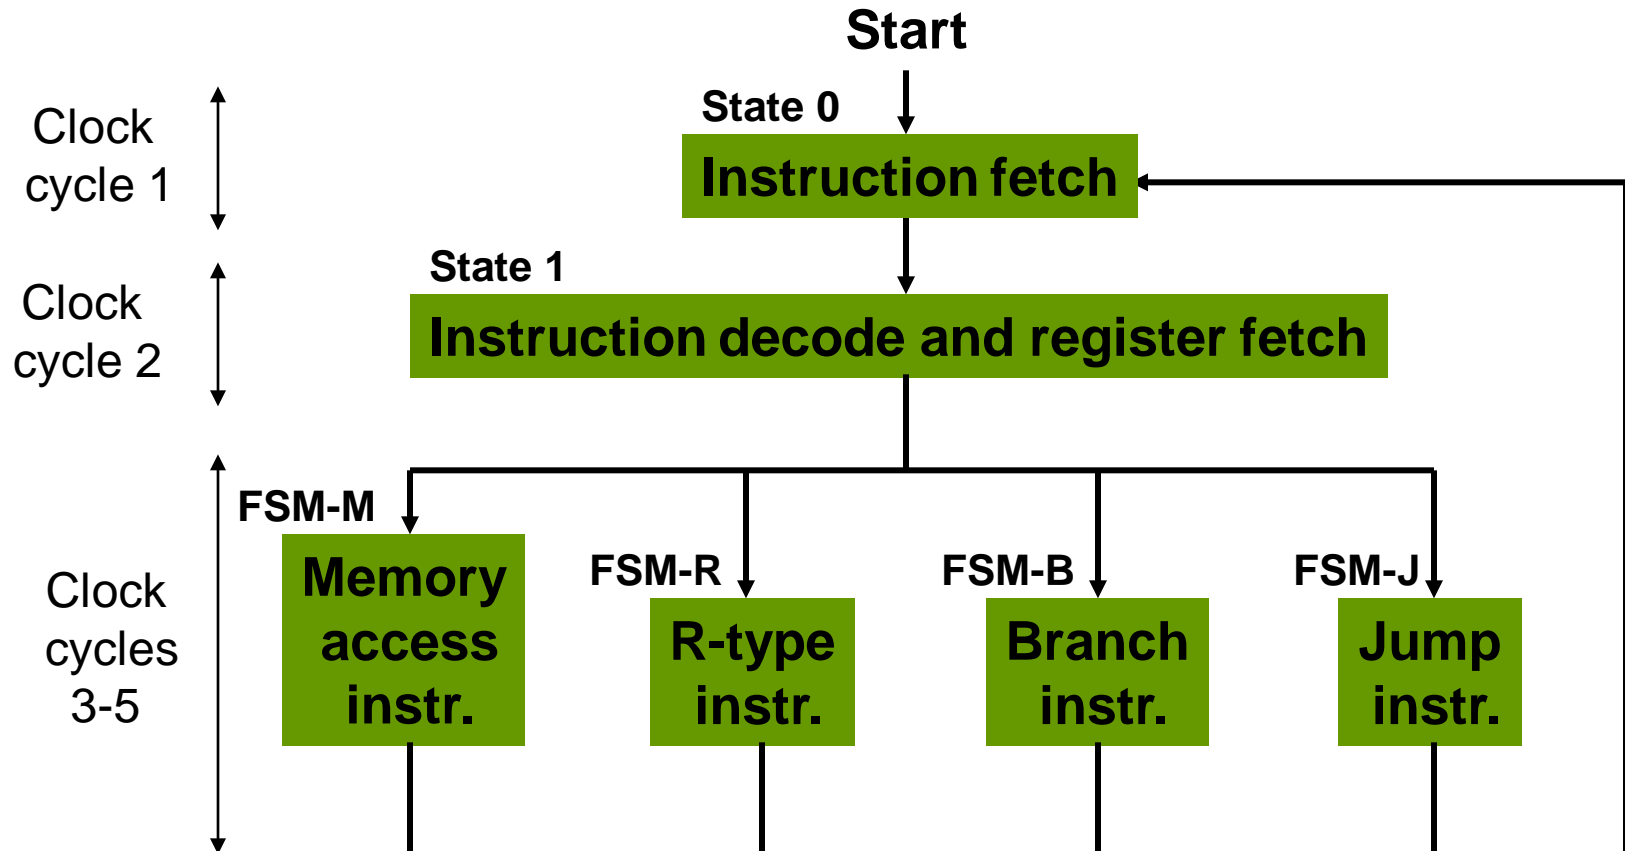 Start
Clock
cycle 1
State 0
Instruction fetch
Clock
cycle 2
State 1
Instruction decode and register fetch
Clock
cycles
3-5
FSM-M
Memory
access
instr.
FSM-R
R-type
instr.
FSM-B
Branch
instr.
FSM-J
Jump
instr.